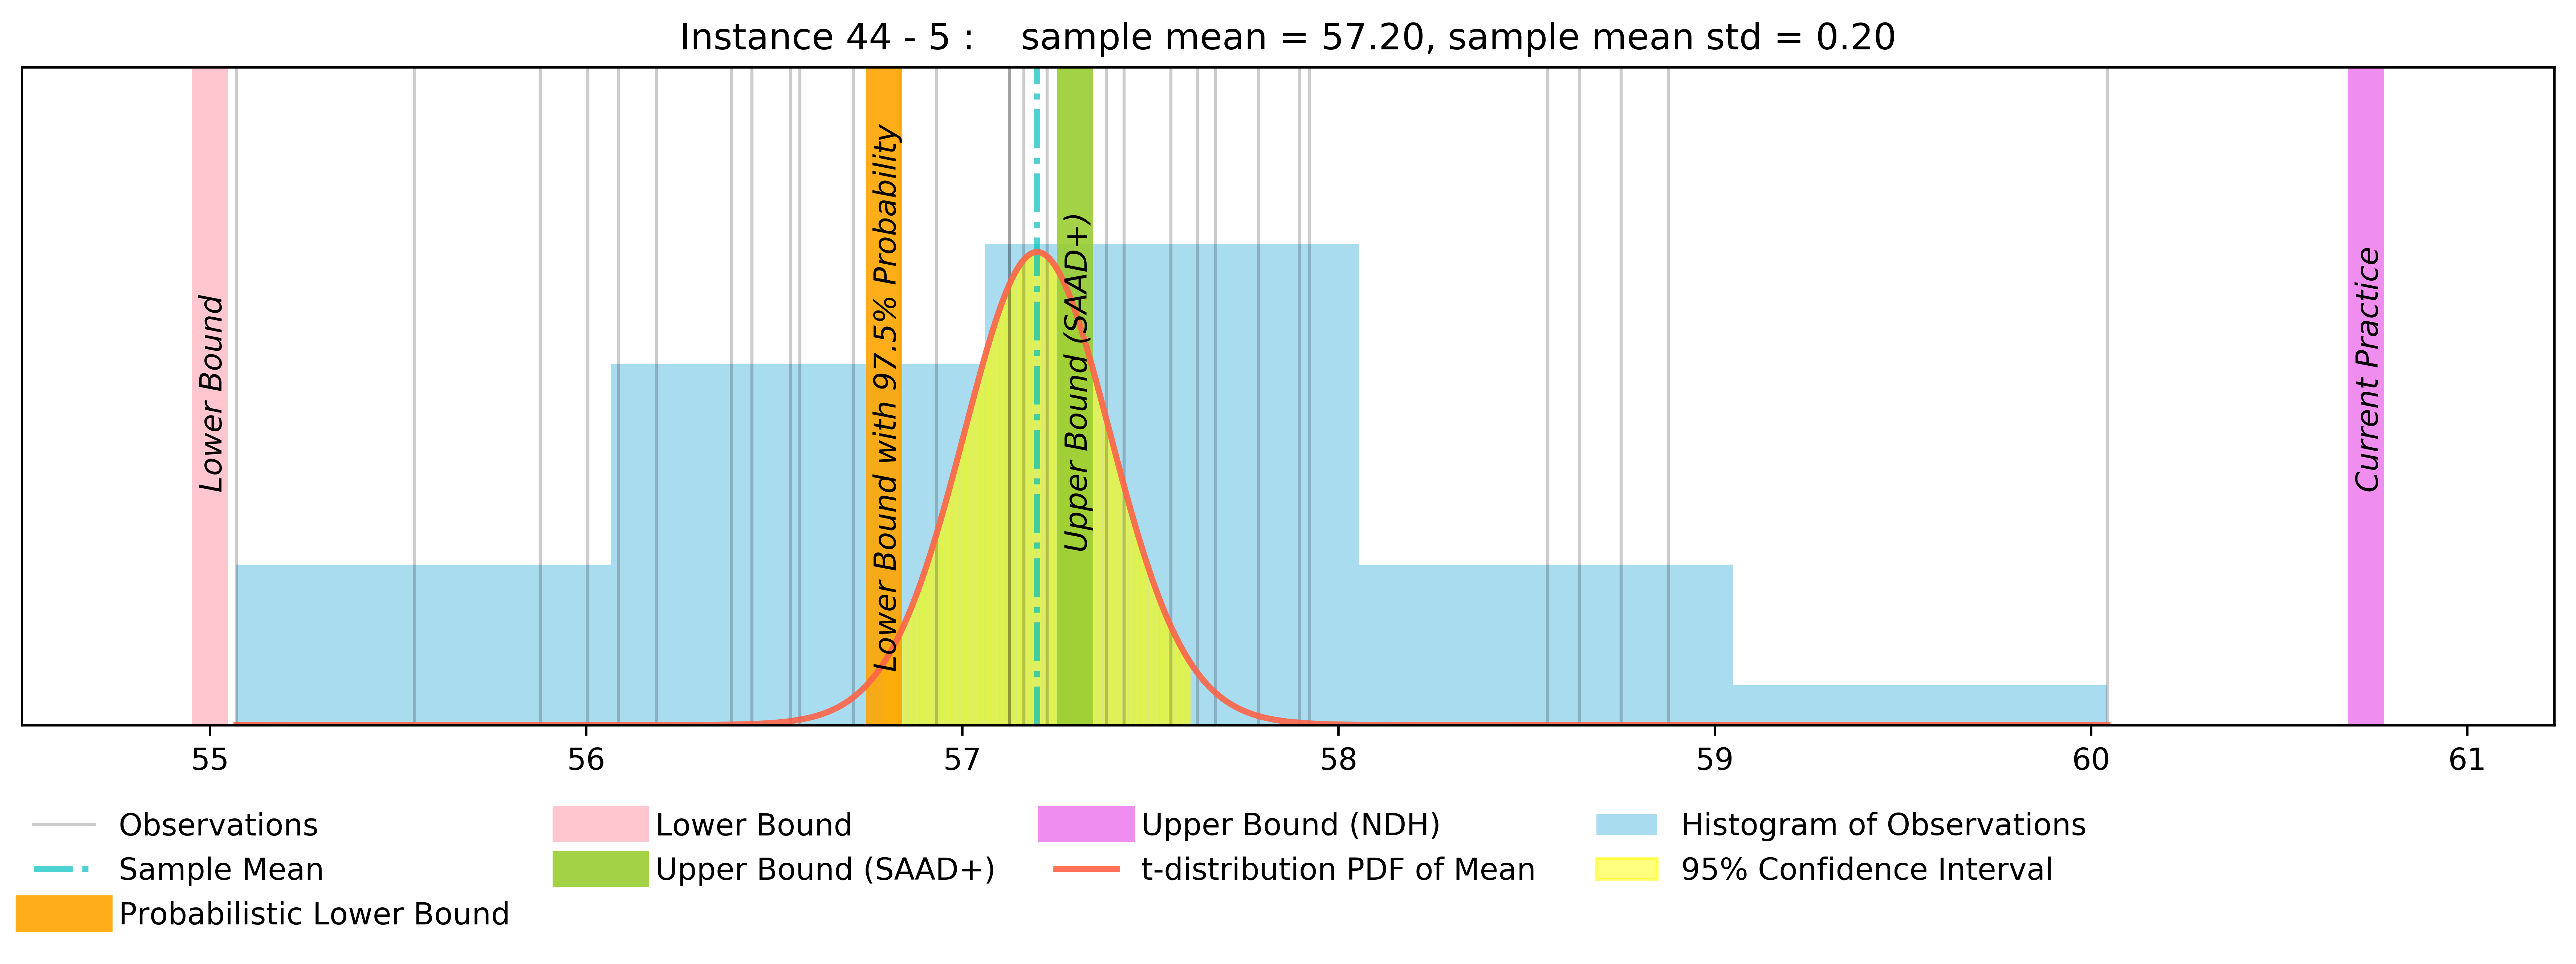 Instance 44 - 5 :    sample mean = 57.20, sample mean std = 0.20
Lower Bound
Lower Bound with 97.5% Probability
Upper Bound (SAAD+)
Current Practice
55 56 57 58 59 60 61
Observations
Sample Mean
Probabilistic Lower Bound
Lower Bound
Upper Bound (SAAD+)
Upper Bound (NDH)
t-distribution PDF of Mean
Histogram of Observations
95% Confidence Interval